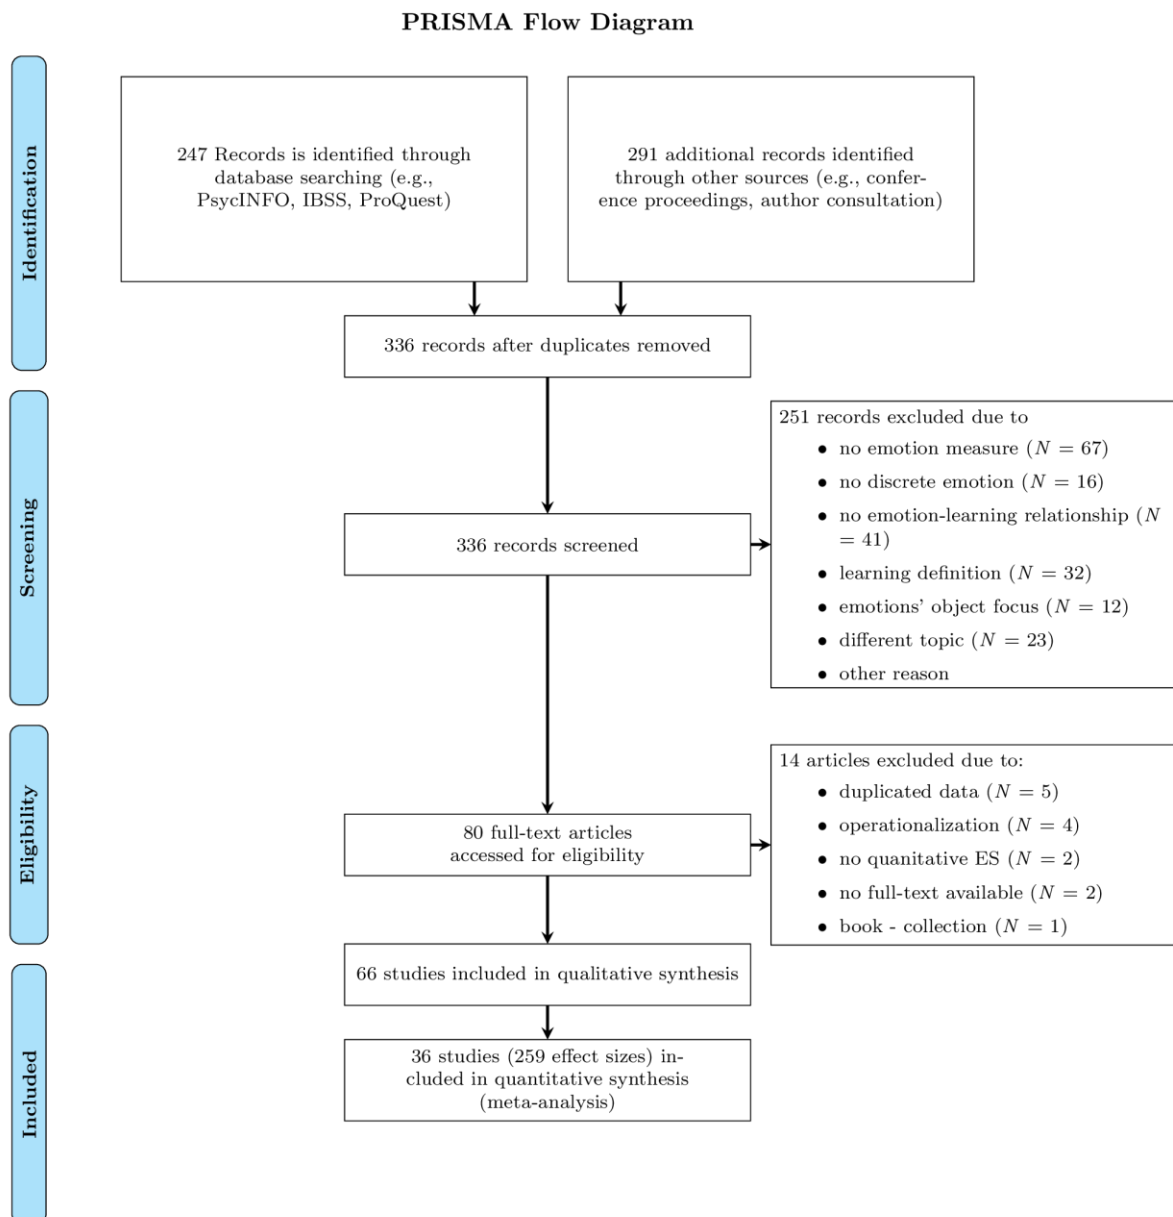 PRISMA Flow Diagram
Identification
247 Records is identified through
database searching (e.g.,
PsycINFO, IBSS, ProQuest)
291 additional records identified
through other sources (e.g., confer-
ence proceedings, author consultation)
336 records after duplicates removed
Screening
336 records screened
251 records excluded due to
• no emotion measure (N = 67)
• no discrete emotion (N = 16)
• no emotion-learning relationship (N
= 41)
• learning definition (N = 32)
• emotions' object focus (N = 12)
• different topic (N = 23)
• other reason
Eligibility
80 full-text articles
accessed for eligibility
14 articles excluded due to:
• duplicated data (N = 5)
• operationalization (N = 4)
• no quanitative ES (N = 2)
• no full-text available (N = 2)
• book - collection (N = 1)
Included
66 studies included in qualitative synthesis
36 studies (259 effect sizes) in-
cluded in quantitative synthesis
(meta-analysis)